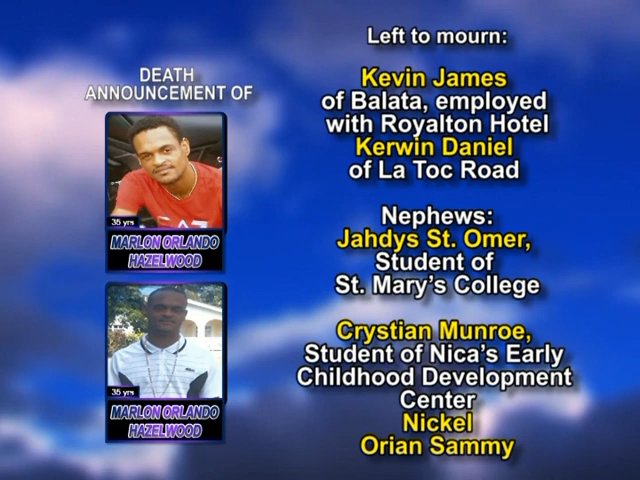 DEATH
ANNOUNCEMENT OF
35 yrs
MARLON ORLANDO
HAZELWOOD
35 yrs
MARLON ORLANDO
HAZELWOOD
Left to mourn:
Kevin James
of Balata, employed
with Royalton Hotel
Kerwin Daniel
of La Toc Road
Nephews:
Jahdys St. Omer,
Student of
St. Mary's College
Crystian Munroe,
Student of Nica's Early
Childhood Development
Center
Nickel
Orian Sammy